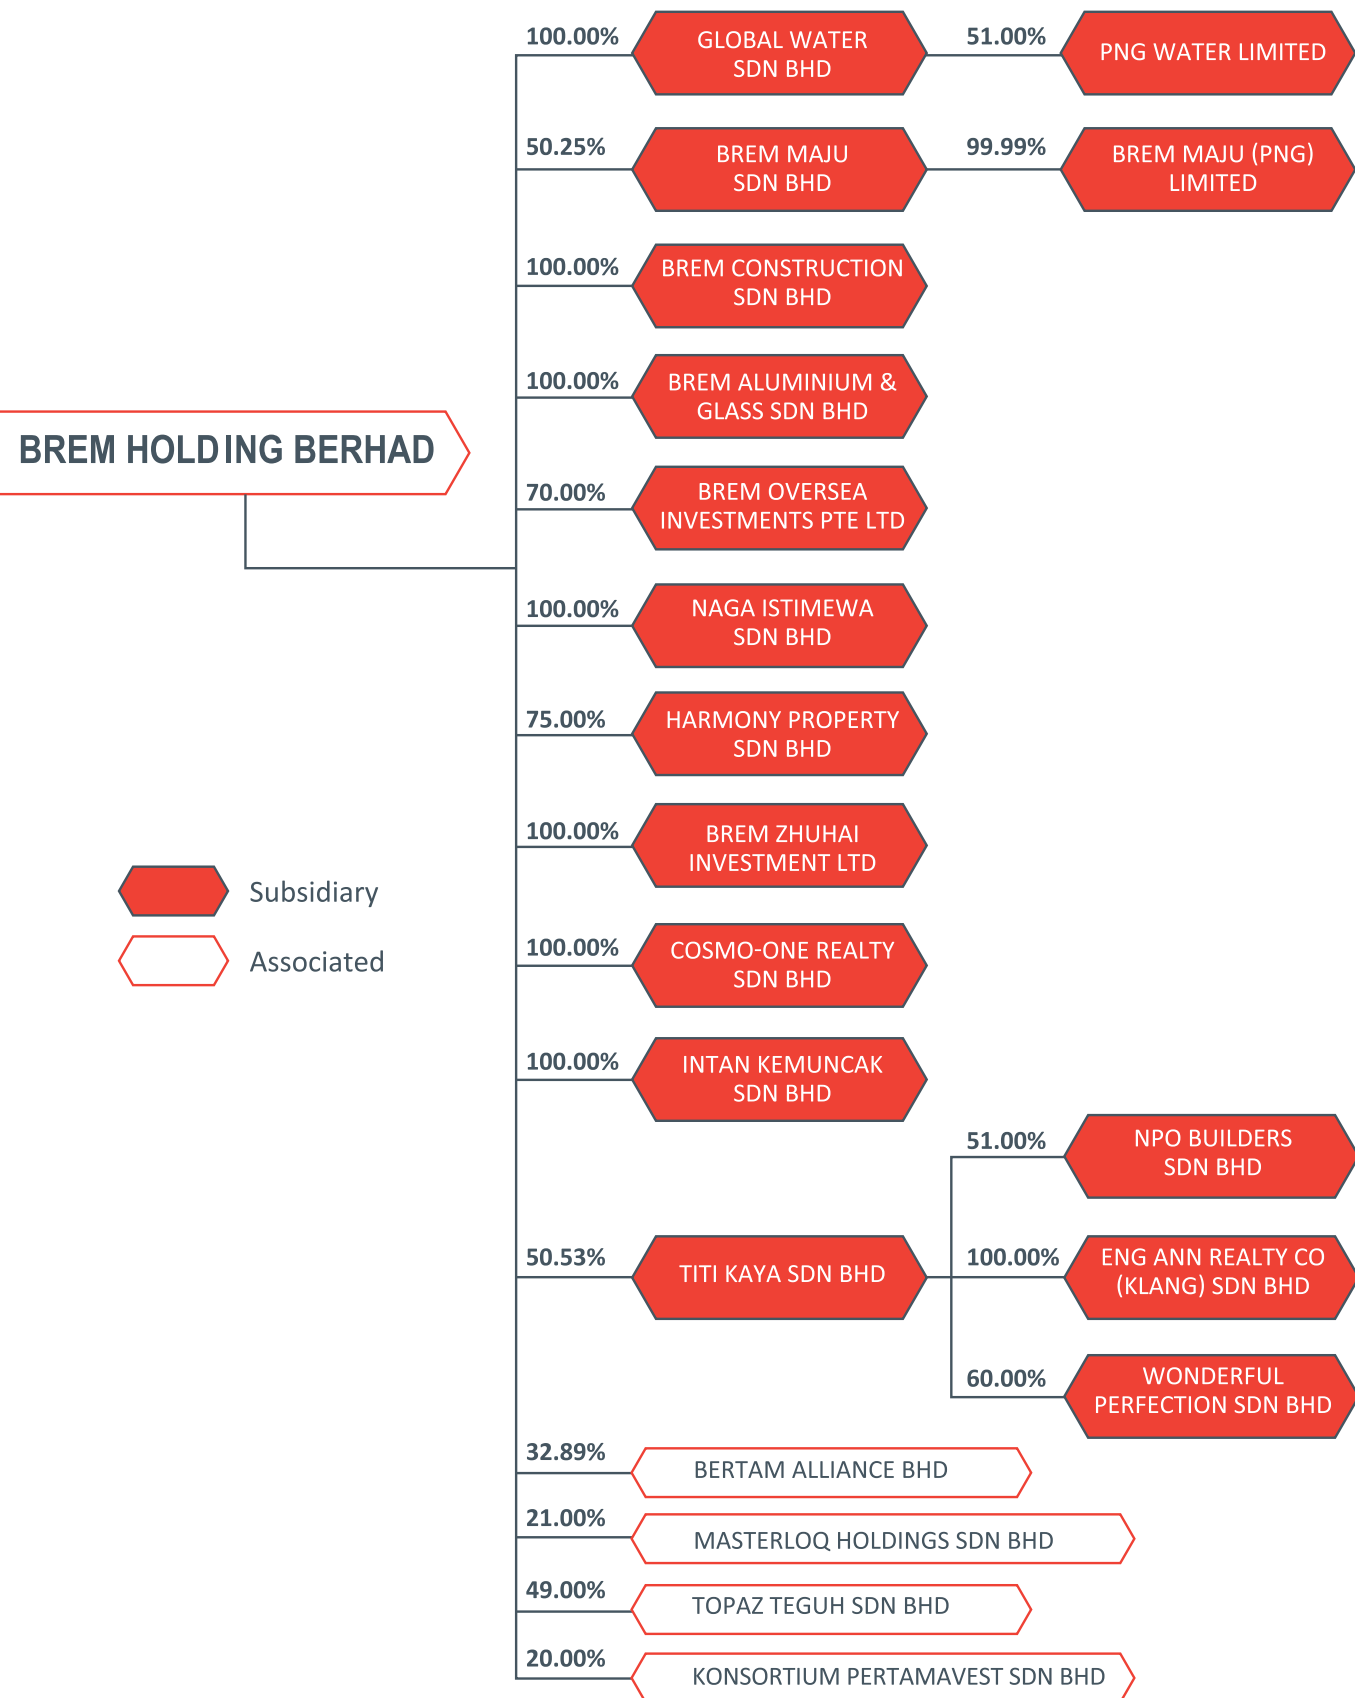 100.00%
GLOBAL WATER
SDN BHD
51.00%
PNG WATER LIMITED
50.25%
BREM MAJU
SDN BHD
99.99%
BREM MAJU (PNG)
LIMITED
100.00%
BREM CONSTRUCTION
SDN BHD
100.00%
BREM ALUMINIUM &
GLASS SDN BHD
BREM HOLDING BERHAD
70.00%
BREM OVERSEA
INVESTMENTS PTE LTD
100.00%
NAGA ISTIMEWA
SDN BHD
75.00%
HARMONY PROPERTY
SDN BHD
100.00%
BREM ZHUHAI
INVESTMENT LTD
Subsidiary
Associated
100.00%
COSMO-ONE REALTY
SDN BHD
100.00%
INTAN KEMUNCAK
SDN BHD
50.53%
TITI KAYA SDN BHD
51.00%
NPO BUILDERS
SDN BHD
100.00%
ENG ANN REALTY CO
(KLANG) SDN BHD
60.00%
WONDERFUL
PERFECTION SDN BHD
32.89%
BERTAM ALLIANCE BHD
21.00%
MASTERLOQ HOLDINGS SDN BHD
49.00%
TOPAZ TEGUH SDN BHD
20.00%
KONSORTIUM PERTAMAVEST SDN BHD